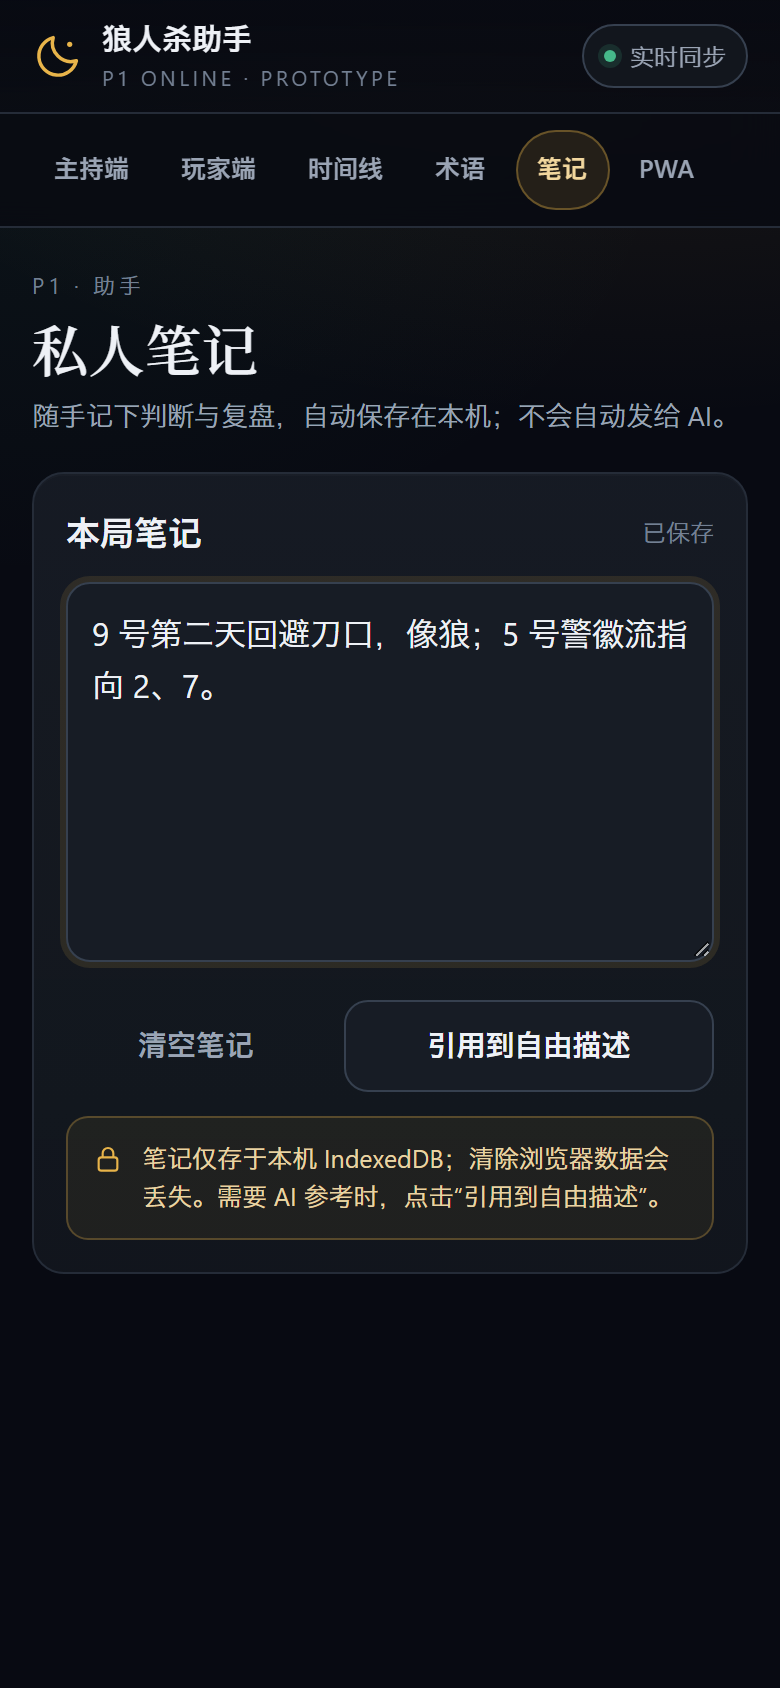 狼人杀助手
P1 ONLINE · PROTOTYPE
实时同步
主持端 玩家端 时间线 术语 笔记 PWA
P1 · 助手
私人笔记
随手记下判断与复盘，自动保存在本机；不会自动发给 AI。
本局笔记
已保存
9 号第二天回避刀口，像狼；5 号警徽流指
向 2、7。
清空笔记
引用到自由描述
笔记仅存于本机 IndexedDB；清除浏览器数据会
丢失。需要 AI 参考时，点击“引用到自由描述”。